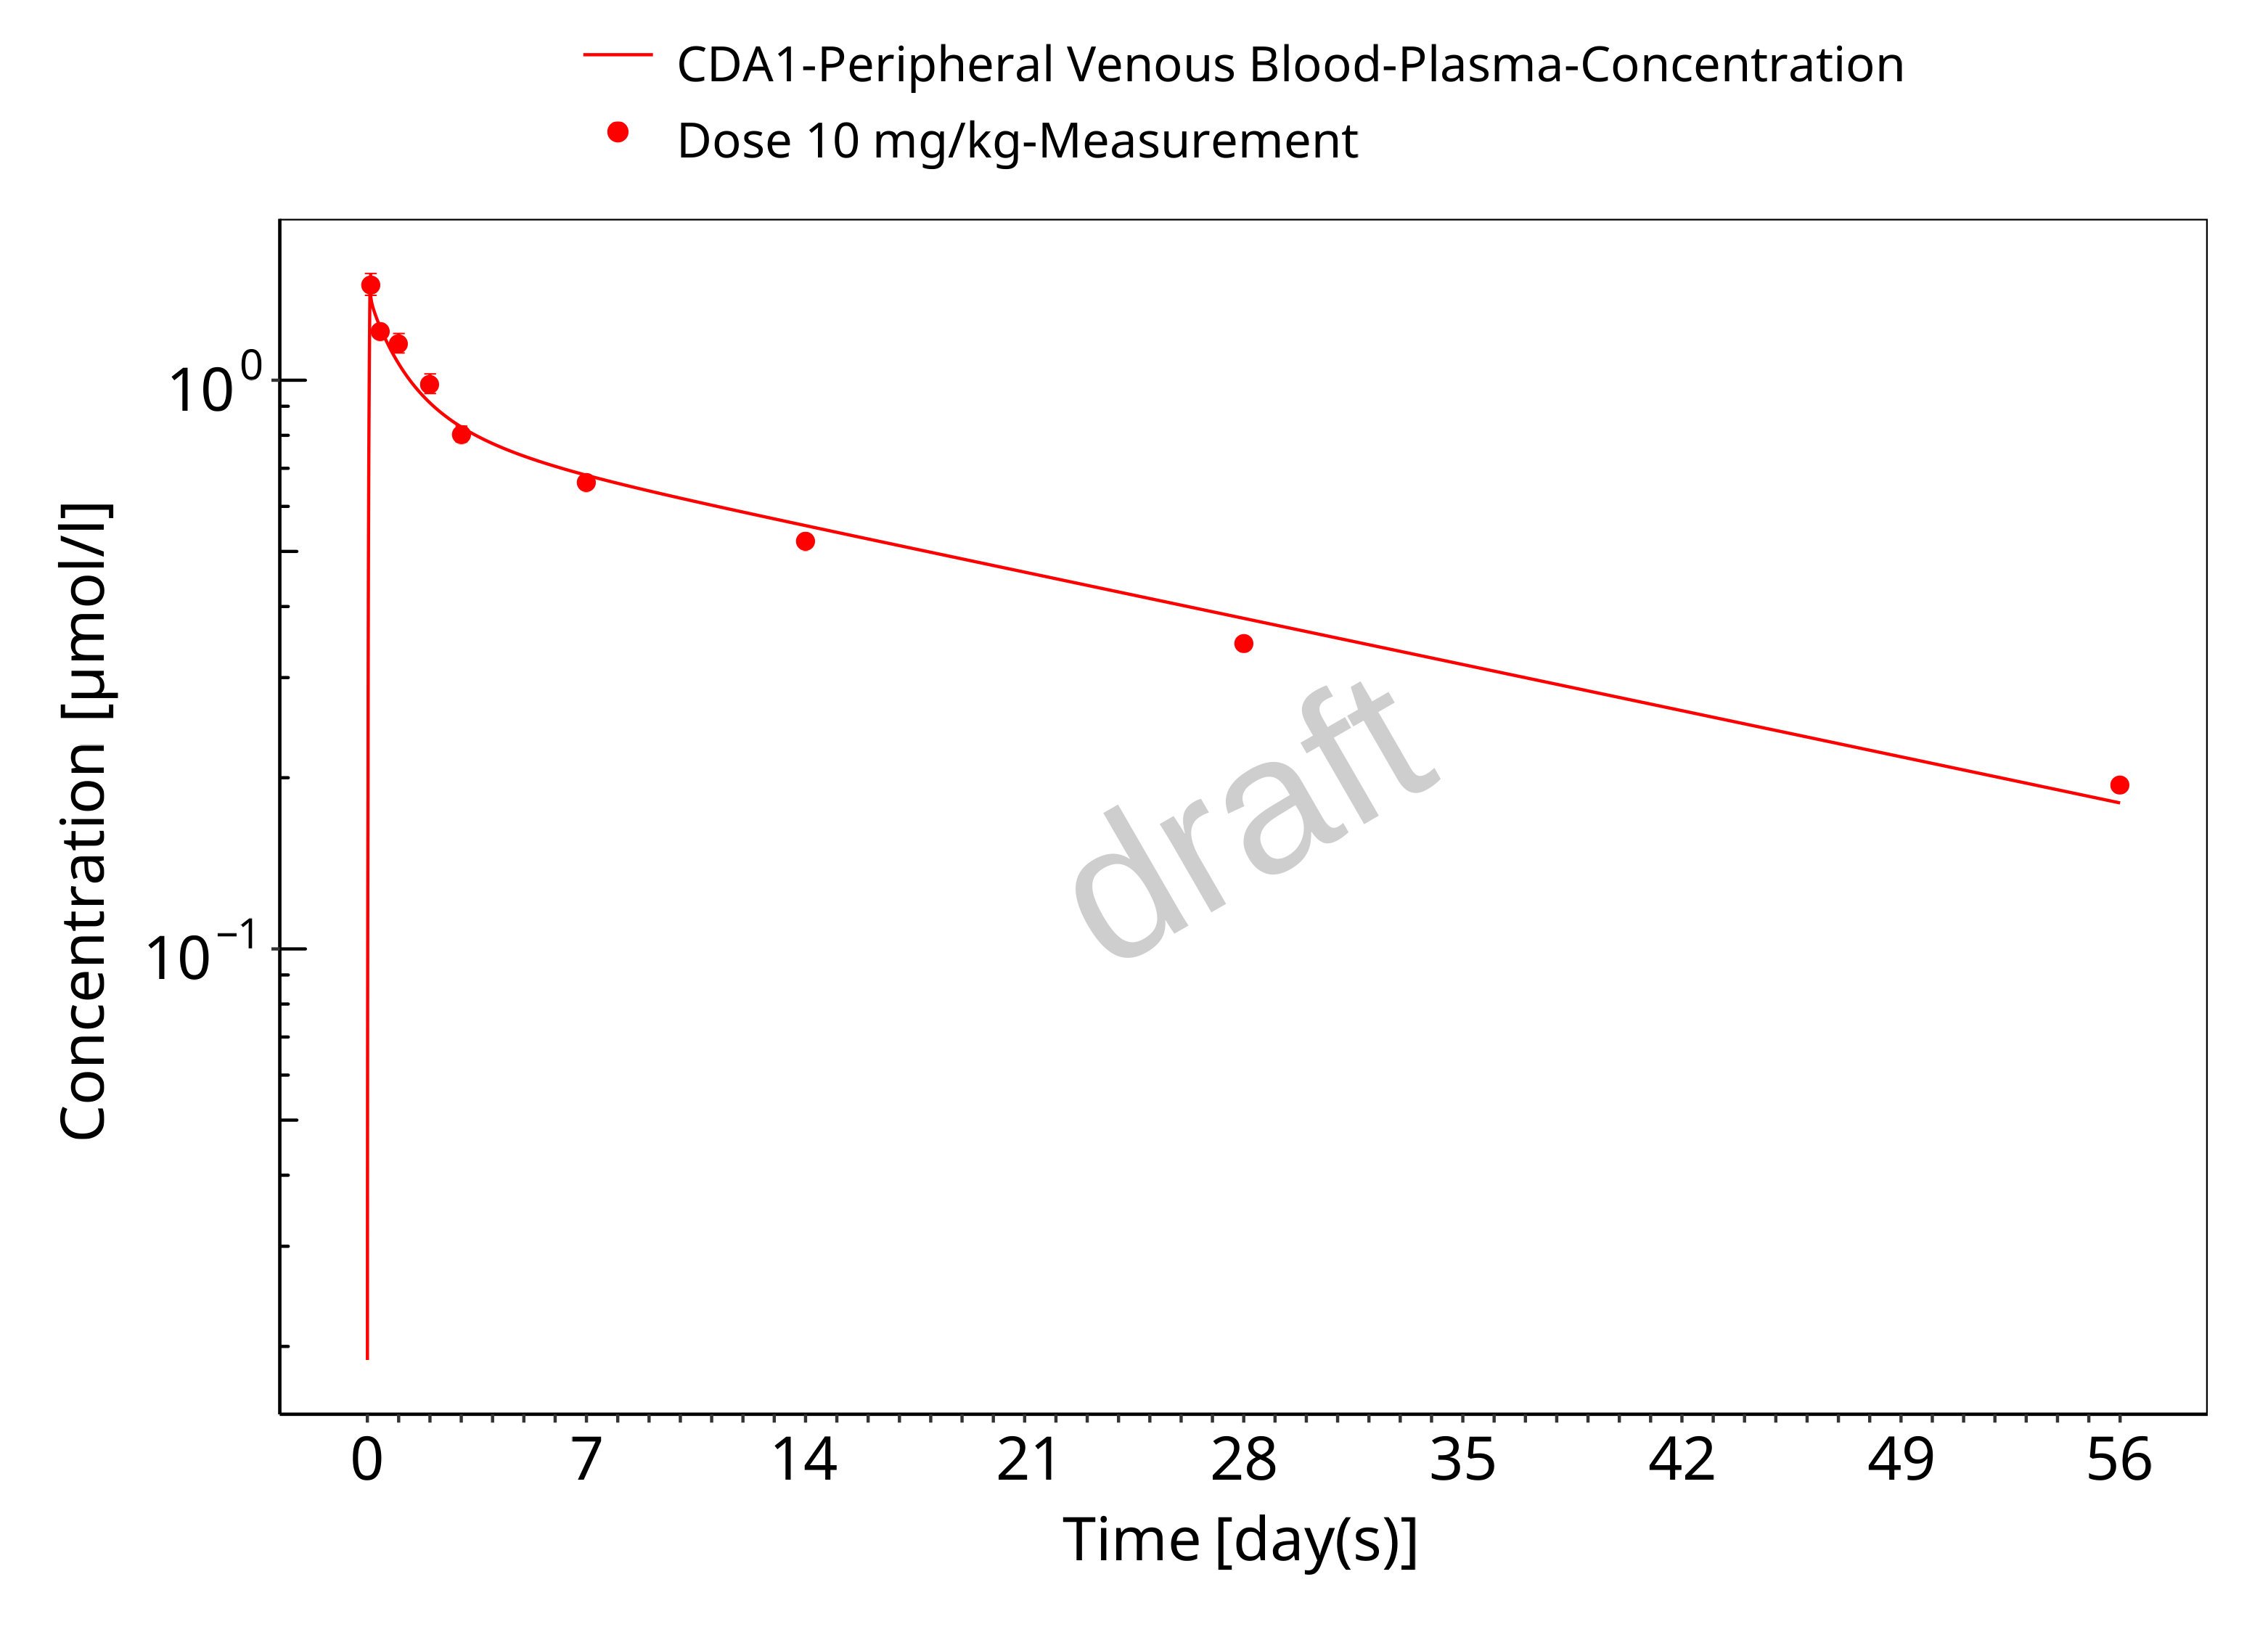 CDA1-Peripheral Venous Blood-Plasma-Concentration
Dose 10 mg/kg-Measurement
Concentration [µmol/l]
10⁰
10⁻¹
draft
0 7 14 21 28 35 42 49 56
Time [day(s)]